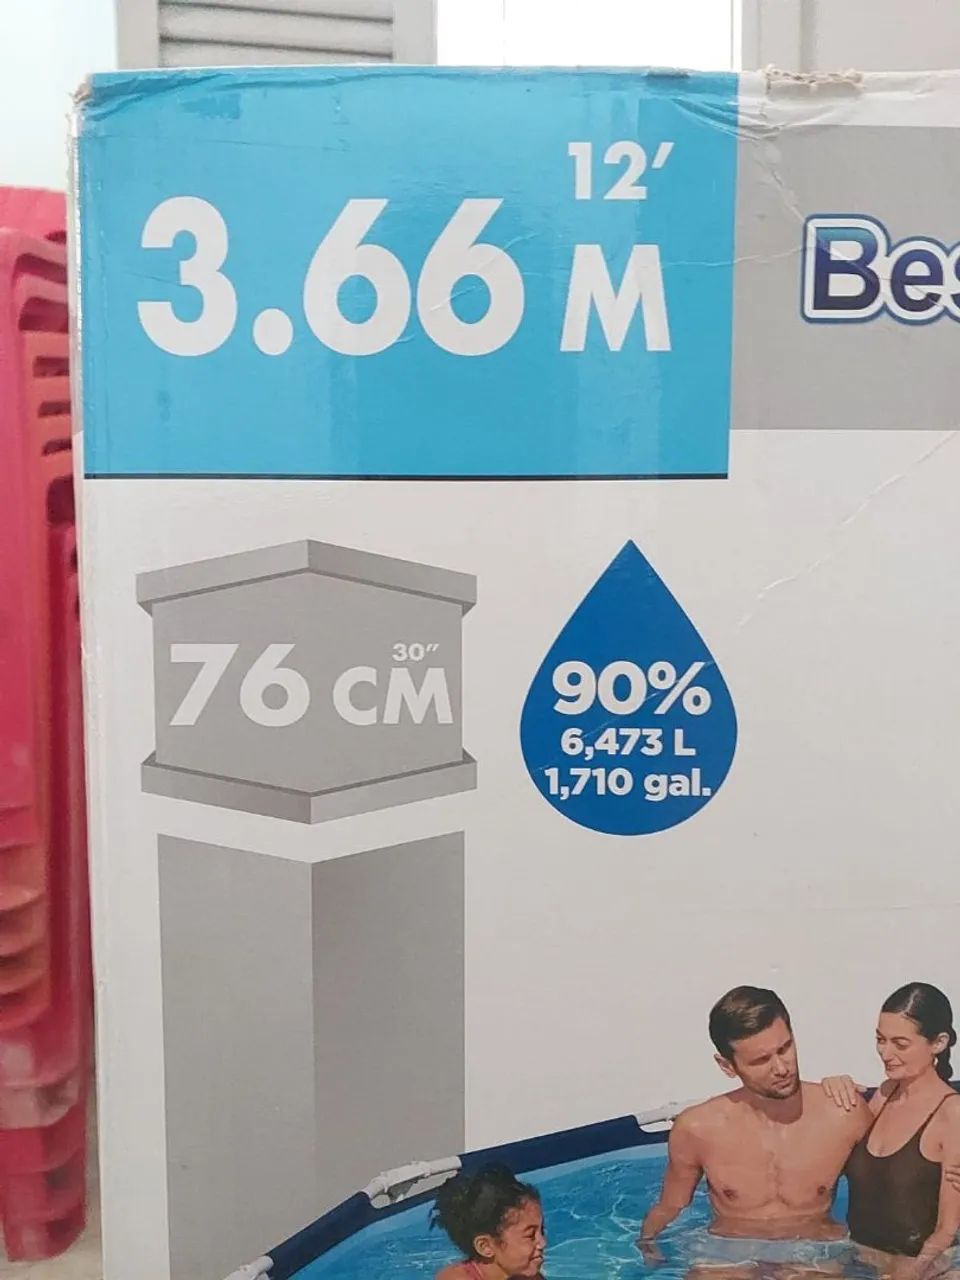 12'
3.66 M
Bes
30"
76 CM
90%
6,473 L
1,710 gal.